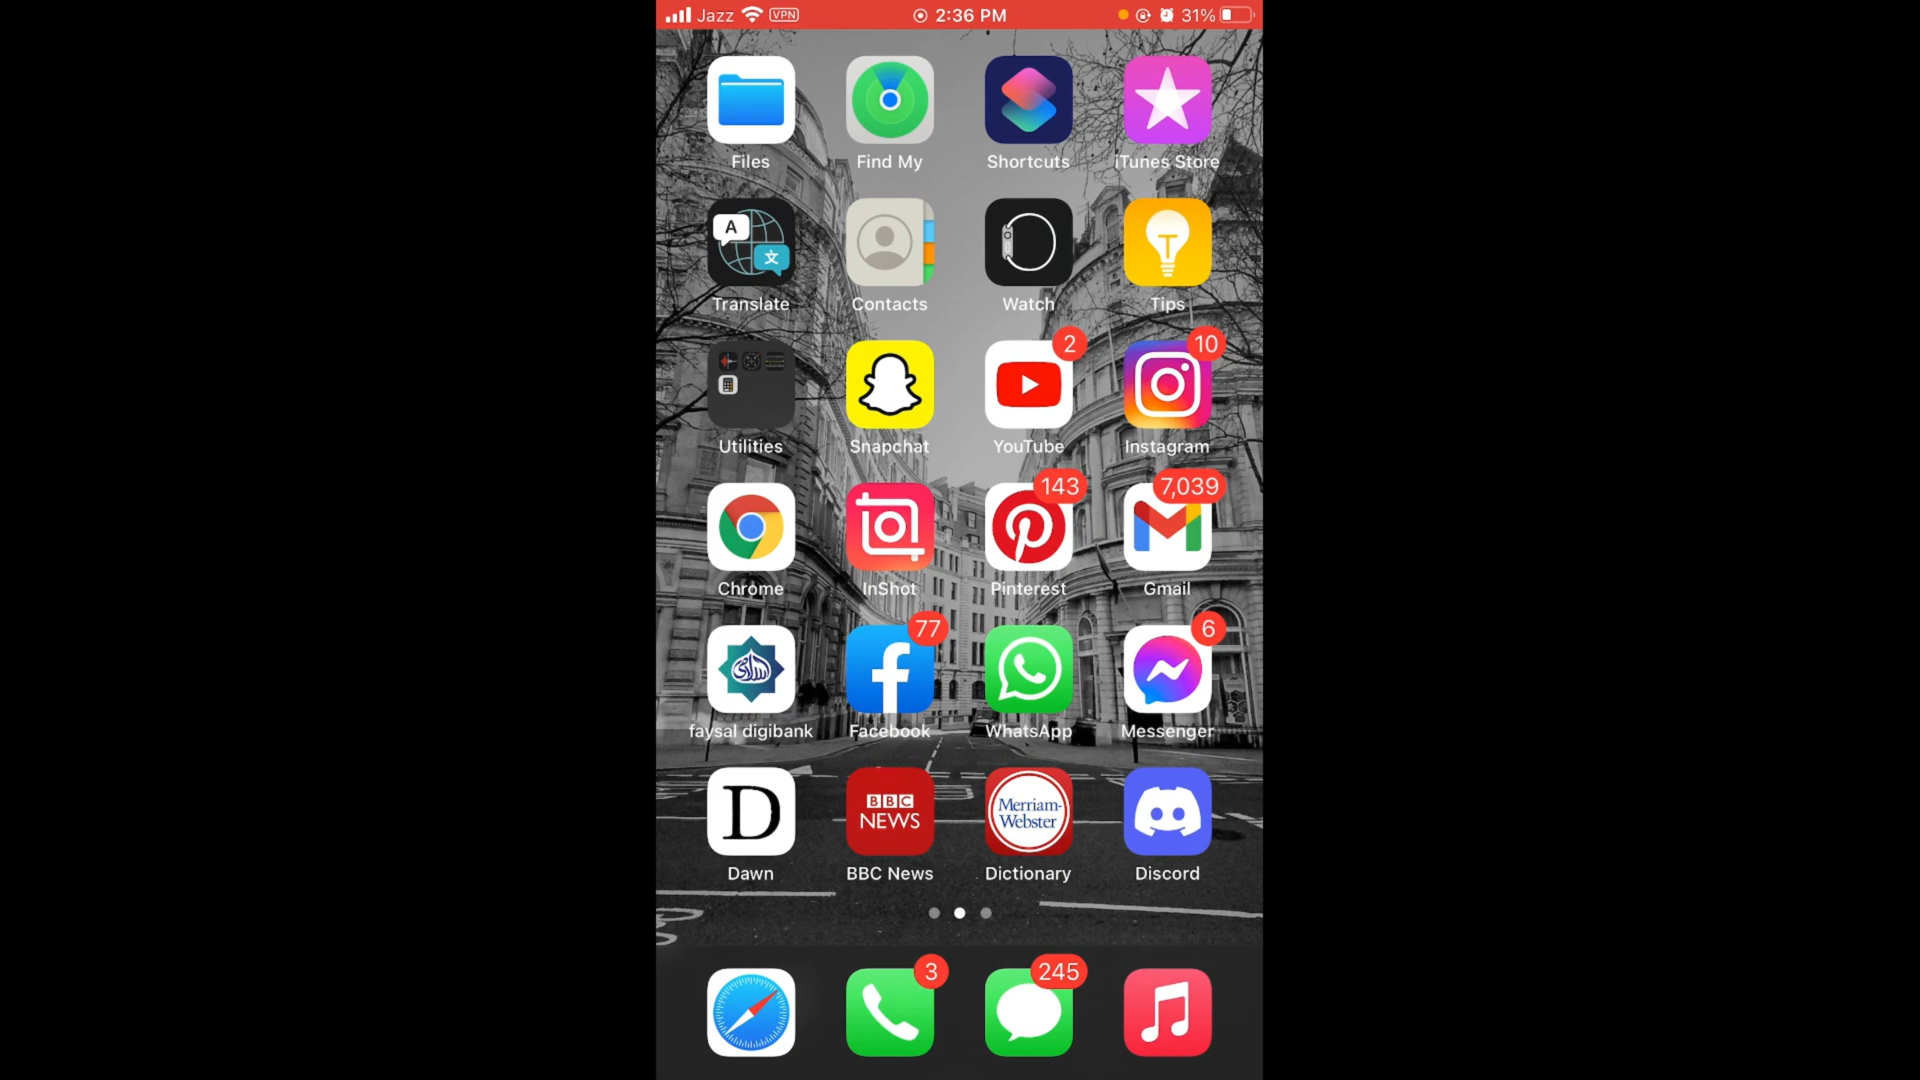 Jazz VPN 2:36 PM 31%
Files Find My Shortcuts iTunes Store
A 文 T
Translate Contacts Watch Tips
2 10
Utilities Snapchat YouTube Instagram
143 7,039
Chrome InShot Pinterest Gmail
77 6
اسلامی
faysal digibank Facebook WhatsApp Messenger
D BBC NEWS Merriam-Webster
Dawn BBC News Dictionary Discord
3 245